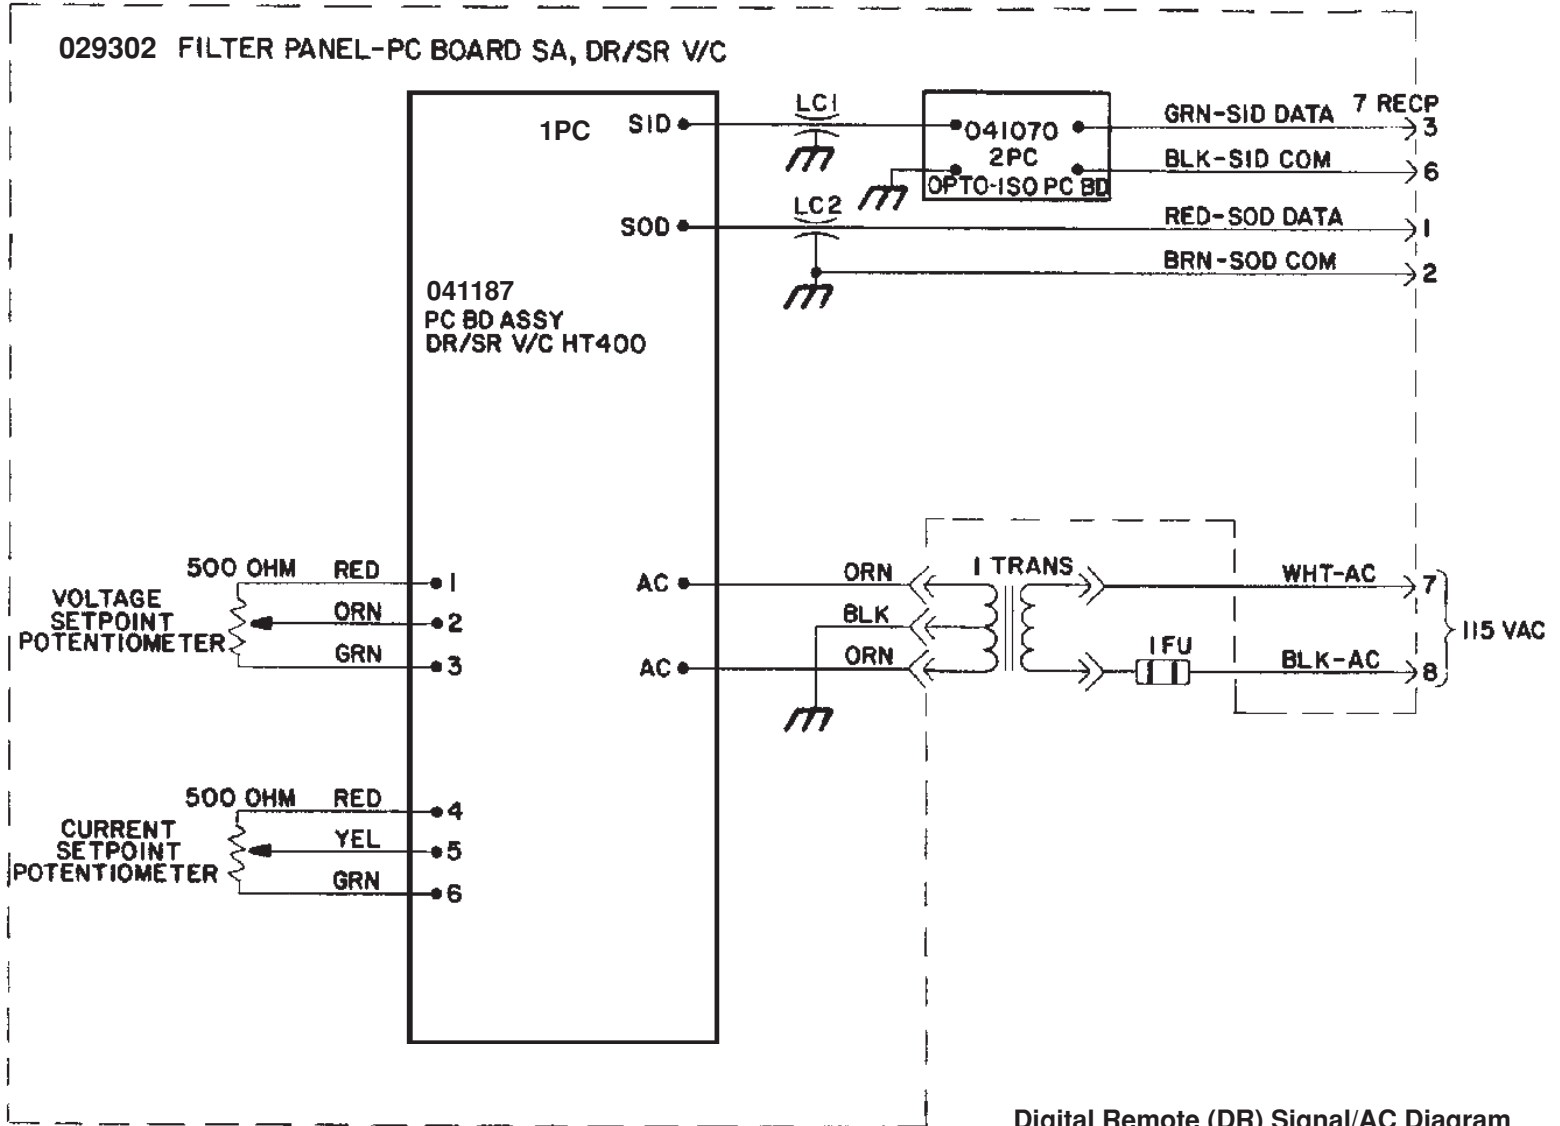 029302 FILTER PANEL-PC BOARD SA, DR/SR V/C
1PC
SID
LC1
041070
2PC
OPTO-ISO PC BD
GRN-SID DATA
7 RECP
3
BLK-SID COM
6
SOD
LC2
RED-SOD DATA
1
BRN-SOD COM
2
041187
PC BD ASSY
DR/SR V/C HT400
500 OHM
RED
1
VOLTAGE
SETPOINT
POTENTIOMETER
ORN
2
GRN
3
AC
ORN
1 TRANS
WHT-AC
7
BLK
115 VAC
AC
ORN
1FU
BLK-AC
8
500 OHM
RED
4
CURRENT
SETPOINT
POTENTIOMETER
YEL
5
GRN
6
Digital Remote (DR) Signal/AC Diagram